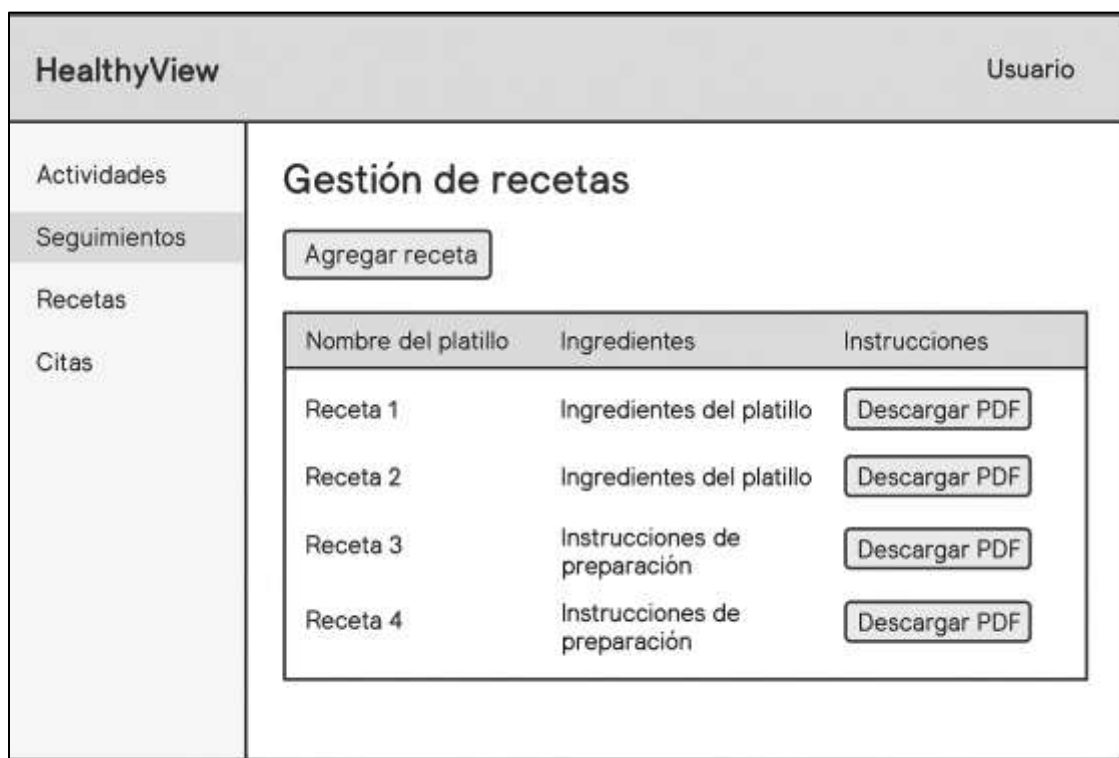 HealthyView
Usuario
Actividades
Seguimientos
Recetas
Citas
Gestión de recetas
Agregar receta
Nombre del platillo Ingredientes Instrucciones
Receta 1 Ingredientes del platillo Descargar PDF
Receta 2 Ingredientes del platillo Descargar PDF
Receta 3 Instrucciones de
preparación Descargar PDF
Receta 4 Instrucciones de
preparación Descargar PDF